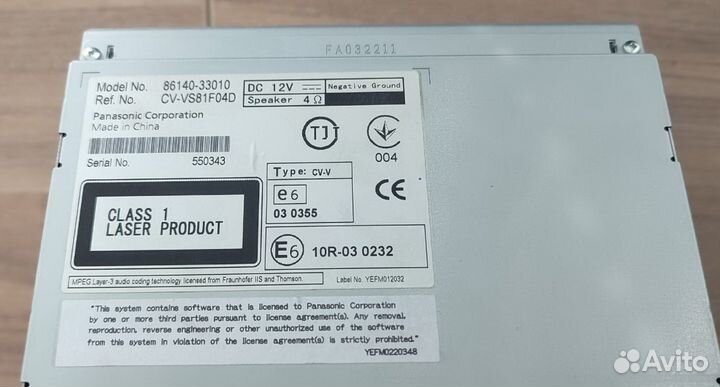 FA032211
Model No. 86140-33010
Ref. No. CV-VS81F04D
Panasonic Corporation
Made in China
Serial No. 550343
DC 12V Negative Ground
Speaker 4 Ω
TJT
004
Type: CV-V
e6
03 0355
CE
CLASS 1
LASER PRODUCT
E6 10R-03 0232
MPEG Layer-3 audio coding technology licensed from Fraunhofer IIS and Thomson.
Label No. YEFM012032
"This system contains software that is licensed to Panasonic Corporation
by one or more third parties pursuant to license agreement(s). Any removal,
reproduction, reverse engineering or other unauthorized use of the software
from this system in violation of the license agreement(s) is strictly prohibited."
YEFM0220348
Avito